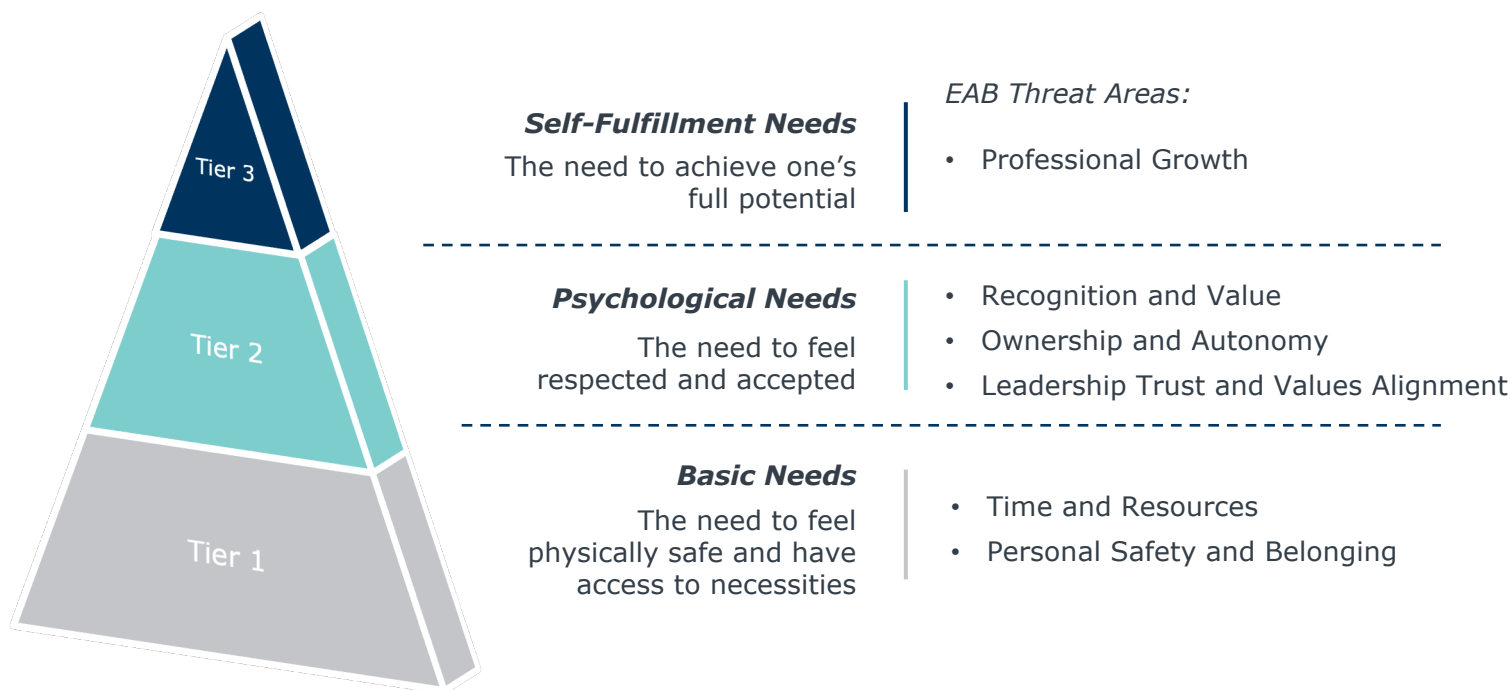 EAB Threat Areas:
Tier 3
Self-Fulfillment Needs
The need to achieve one’s
full potential
• Professional Growth
Tier 2
Psychological Needs
The need to feel
respected and accepted
• Recognition and Value
• Ownership and Autonomy
• Leadership Trust and Values Alignment
Tier 1
Basic Needs
The need to feel
physically safe and have
access to necessities
• Time and Resources
• Personal Safety and Belonging